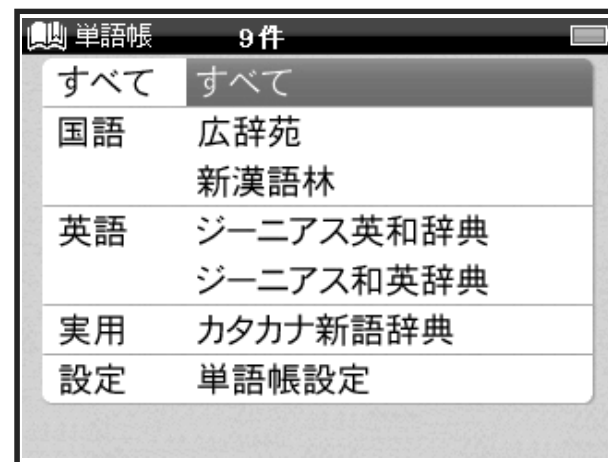 単語帳 9件
すべて すべて
国語 広辞苑
新漢語林
英語 ジーニアス英和辞典
ジーニアス和英辞典
実用 カタカナ新語辞典
設定 単語帳設定